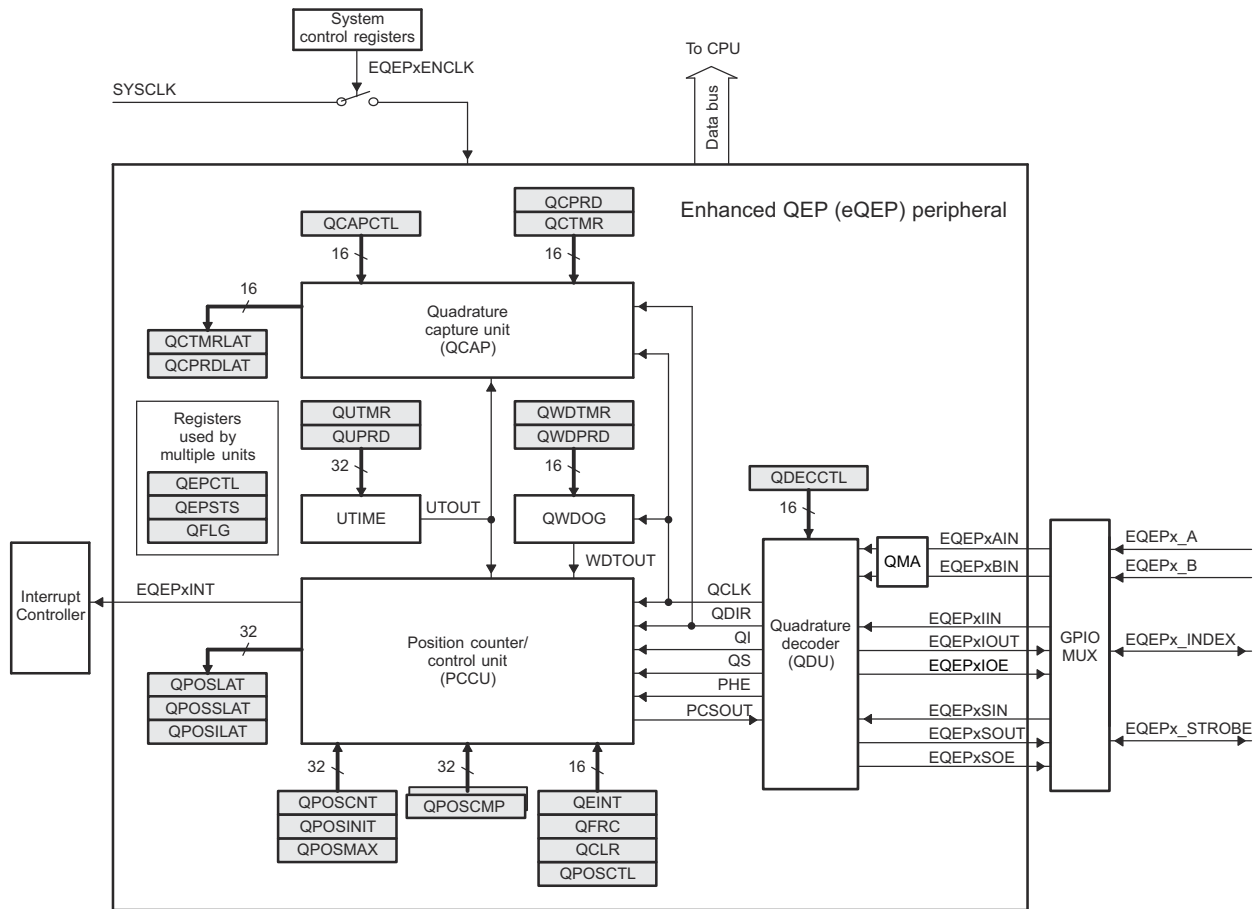 System
control registers
To CPU
EQEPxENCLK
SYSCLK
Data bus
Enhanced QEP (eQEP) peripheral
QCPRD
QCTMR
QCAPCTL
16
16
16
Quadrature
capture unit
(QCAP)
QCTMRLAT
QCPRDLAT
Registers
used by
multiple units
QEPCTL
QEPSTS
QFLG
QUTMR
QUPRD
32
QWDTMR
QWDPRD
16
UTIME
UTOUT
QWDOG
WDTOUT
QDECCTL
16
QMA
EQEPxAIN
EQEPxBIN
EQEPx_A
EQEPx_B
Interrupt
Controller
EQEPxINT
32
QPOSLAT
QPOSSLAT
QPOSILAT
Position counter/
control unit
(PCCU)
QCLK
QDIR
QI
QS
PHE
PCSOUT
Quadrature
decoder
(QDU)
EQEPxIIN
EQEPxIOUT
EQEPxIOE
EQEPxSIN
EQEPxSOUT
EQEPxSOE
GPIO
MUX
EQEPx_INDEX
EQEPx_STROBE
32
32
16
QPOSCNT
QPOSINIT
QPOSMAX
QPOSCMP
QEINT
QFRC
QCLR
QPOSCTL